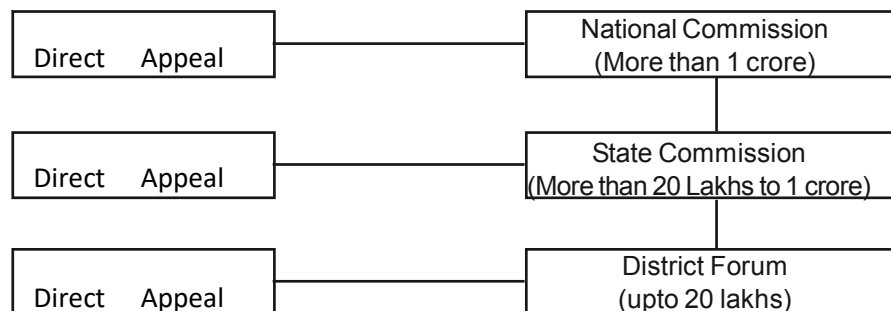 National Commission
Direct Appeal
(More than 1 crore)
State Commission
Direct Appeal
(More than 20 Lakhs to 1 crore)
District Forum
Direct Appeal
(upto 20 lakhs)